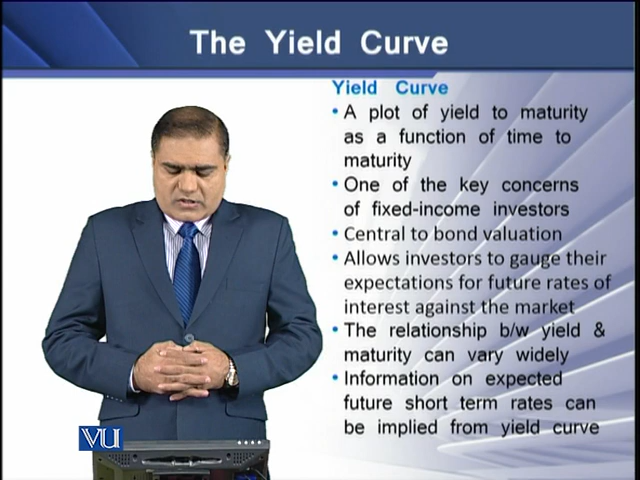 The Yield Curve
Yield Curve
• A plot of yield to maturity
as a function of time to
maturity
• One of the key concerns
of fixed-income investors
• Central to bond valuation
• Allows investors to gauge their
expectations for future rates of
interest against the market
• The relationship b/w yield &
maturity can vary widely
• Information on expected
future short term rates can
be implied from yield curve
VU